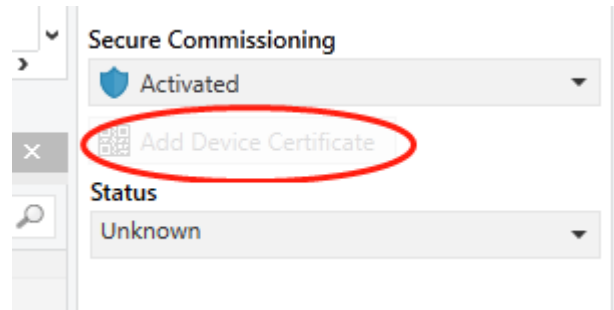 Secure Commissioning
Activated
Add Device Certificate
Status
Unknown